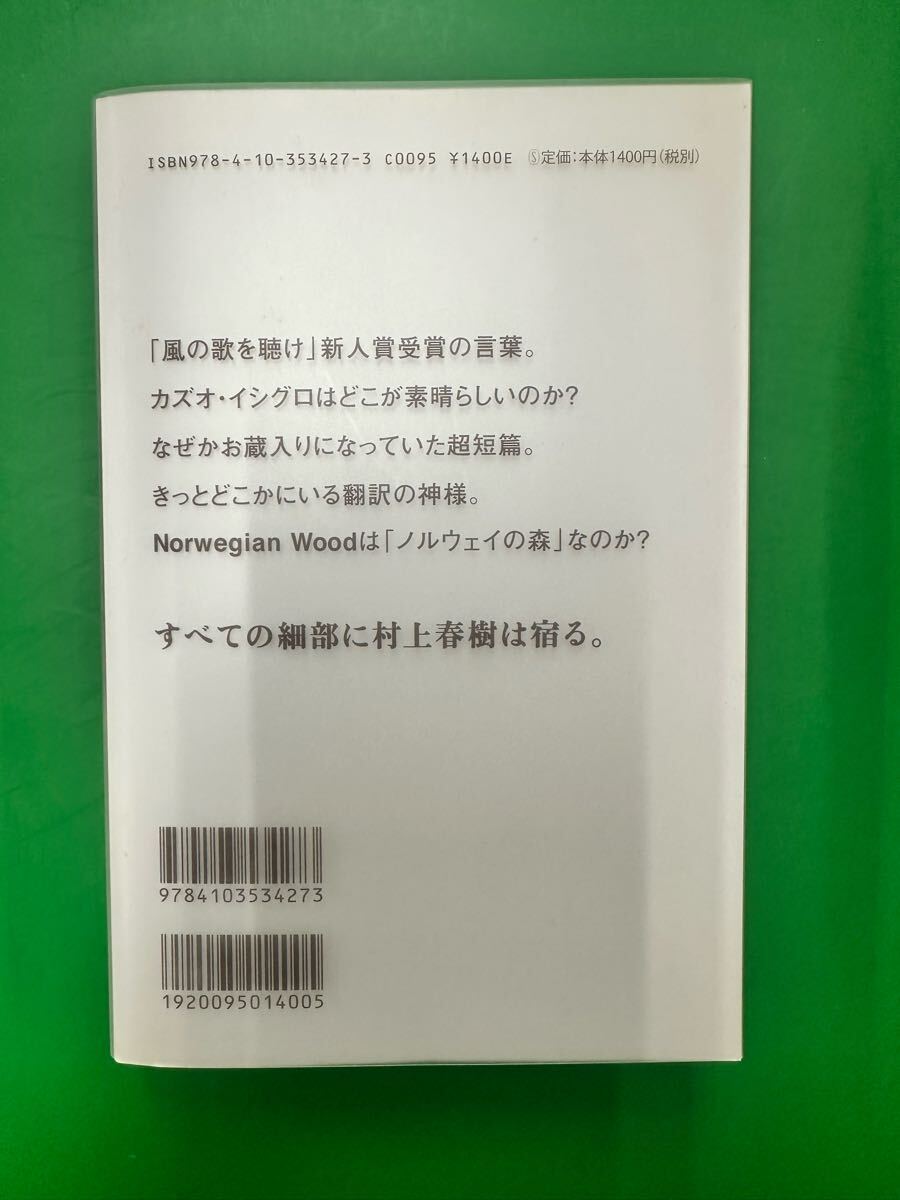 ISBN978-4-10-353427-3 C0095 ¥1400E Ⓢ定価:本体1400円(税別)
「風の歌を聴け」新人賞受賞の言葉。
カズオ・イシグロはどこが素晴らしいのか?
なぜかお蔵入りになっていた超短篇。
きっとどこかにいる翻訳の神様。
Norwegian Woodは「ノルウェイの森」なのか?
すべての細部に村上春樹は宿る。
9784103534273
1920095014005